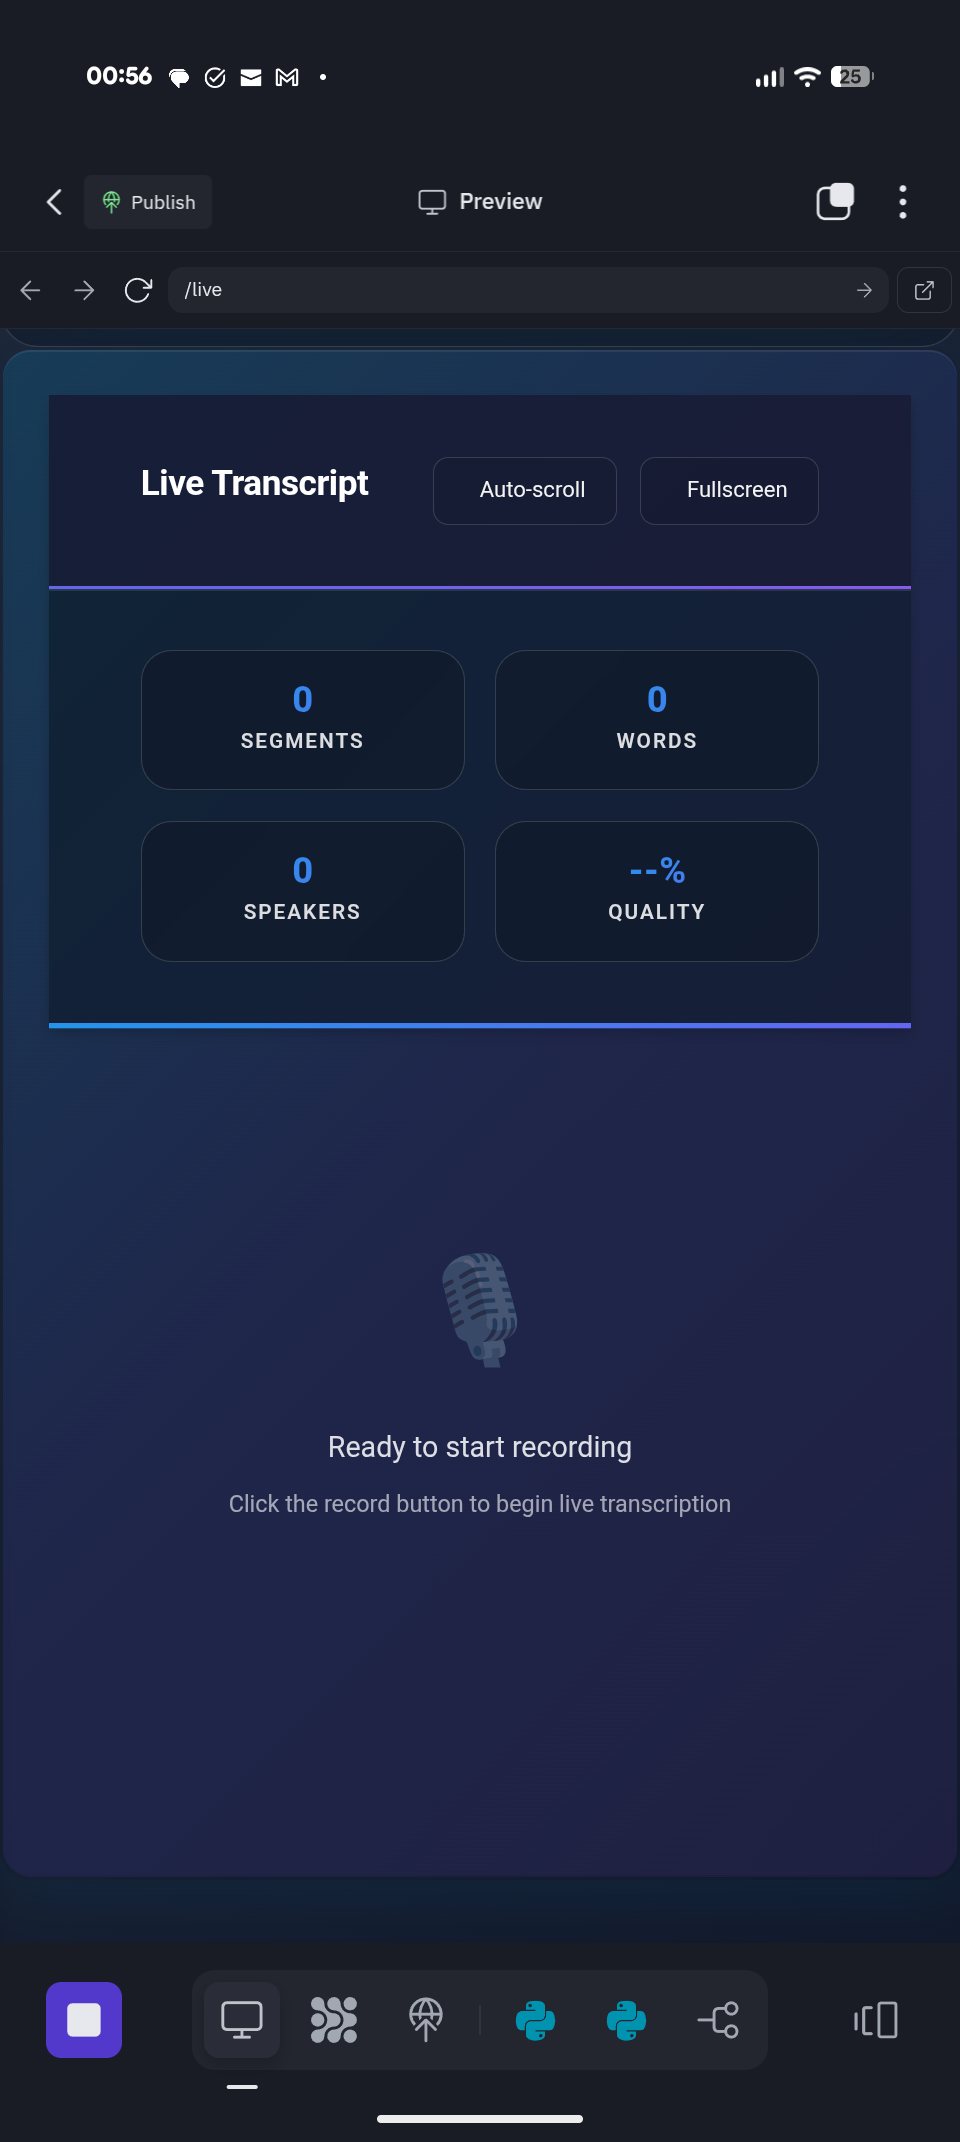 00:56
25
Publish
Preview
/live
Live Transcript
Auto-scroll
Fullscreen
0
SEGMENTS
0
WORDS
0
SPEAKERS
--%
QUALITY
Ready to start recording
Click the record button to begin live transcription